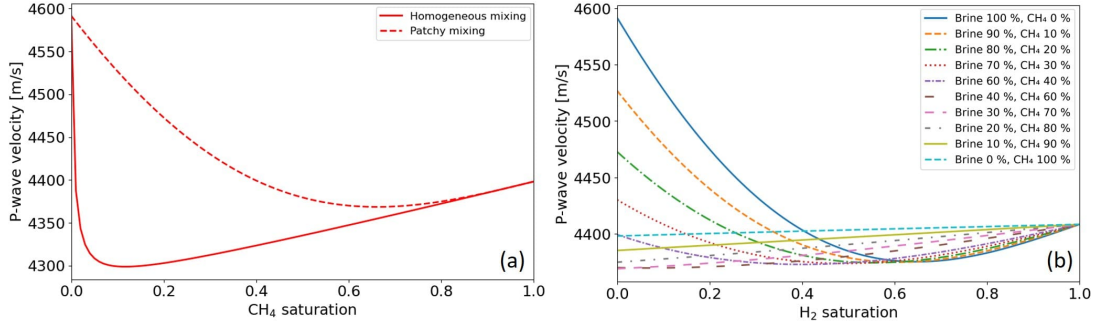 4600
4550
4500
4450
4400
4350
4300
P-wave velocity [m/s]
0.0 0.2 0.4 0.6 0.8 1.0
CH₄ saturation
Homogeneous mixing
Patchy mixing
(a)
4600
4550
4500
4450
4400
P-wave velocity [m/s]
0.0 0.2 0.4 0.6 0.8 1.0
H₂ saturation
Brine 100 %, CH₄ 0 %
Brine 90 %, CH₄ 10 %
Brine 80 %, CH₄ 20 %
Brine 70 %, CH₄ 30 %
Brine 60 %, CH₄ 40 %
Brine 40 %, CH₄ 60 %
Brine 30 %, CH₄ 70 %
Brine 20 %, CH₄ 80 %
Brine 10 %, CH₄ 90 %
Brine 0 %, CH₄ 100 %
(b)